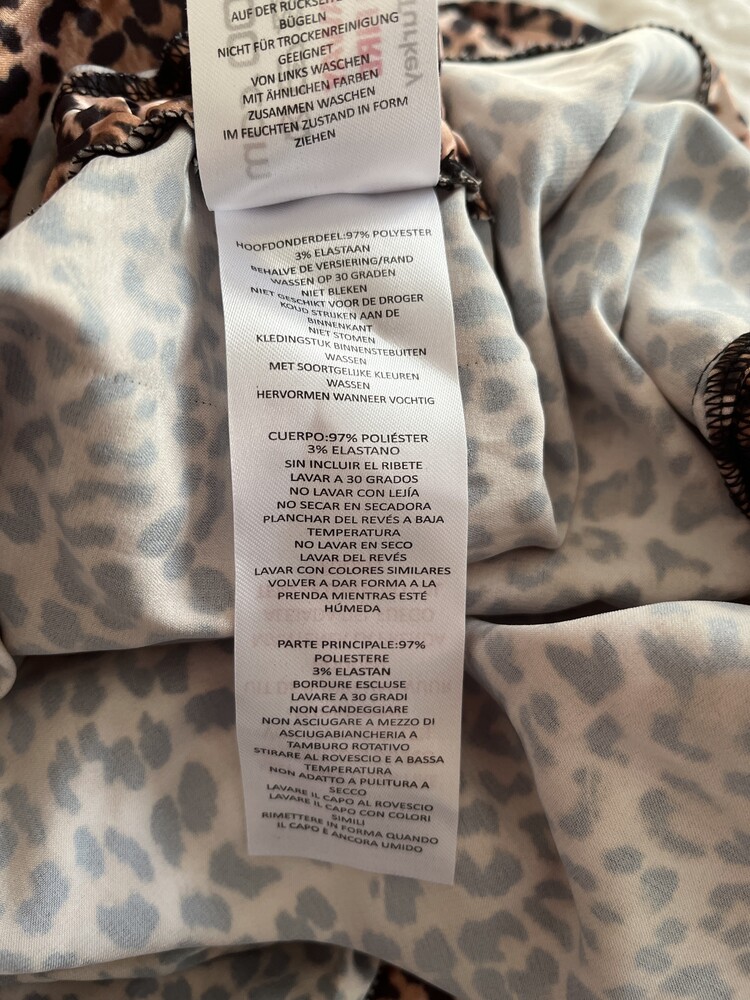 AUF DER RÜCKSEITE
BÜGELN
NICHT FÜR TROCKENREINIGUNG
GEEIGNET
VON LINKS WASCHEN
MIT ÄHNLICHEN FARBEN
ZUSAMMEN WASCHEN
IM FEUCHTEN ZUSTAND IN FORM
ZIEHEN
HOOFDONDERDEEL:97% POLYESTER
3% ELASTAAN
BEHALVE DE VERSIERING/RAND
WASSEN OP 30 GRADEN
NIET BLEKEN
NIET GESCHIKT VOOR DE DROGER
KOUD STRIJKEN AAN DE
BINNENKANT
NIET STOMEN
KLEDINGSTUK BINNENSTEBUITEN
WASSEN
MET SOORTGELIJKE KLEUREN
WASSEN
HERVORMEN WANNEER VOCHTIG
CUERPO:97% POLIÉSTER
3% ELASTANO
SIN INCLUIR EL RIBETE
LAVAR A 30 GRADOS
NO LAVAR CON LEJÍA
NO SECAR EN SECADORA
PLANCHAR DEL REVÉS A BAJA
TEMPERATURA
NO LAVAR EN SECO
LAVAR DEL REVÉS
LAVAR CON COLORES SIMILARES
VOLVER A DAR FORMA A LA
PRENDA MIENTRAS ESTÉ
HÚMEDA
PARTE PRINCIPALE:97%
POLIESTERE
3% ELASTAN
BORDURE ESCLUSE
LAVARE A 30 GRADI
NON CANDEGGIARE
NON ASCIUGARE A MEZZO DI
ASCIUGABIANCHERIA A
TAMBURO ROTATIVO
STIRARE AL ROVESCIO E A BASSA
TEMPERATURA
NON ADATTO A PULITURA A
SECCO
LAVARE IL CAPO AL ROVESCIO
LAVARE IL CAPO CON COLORI
SIMILI
RIMETTERE IN FORMA QUANDO
IL CAPO È ANCORA UMIDO